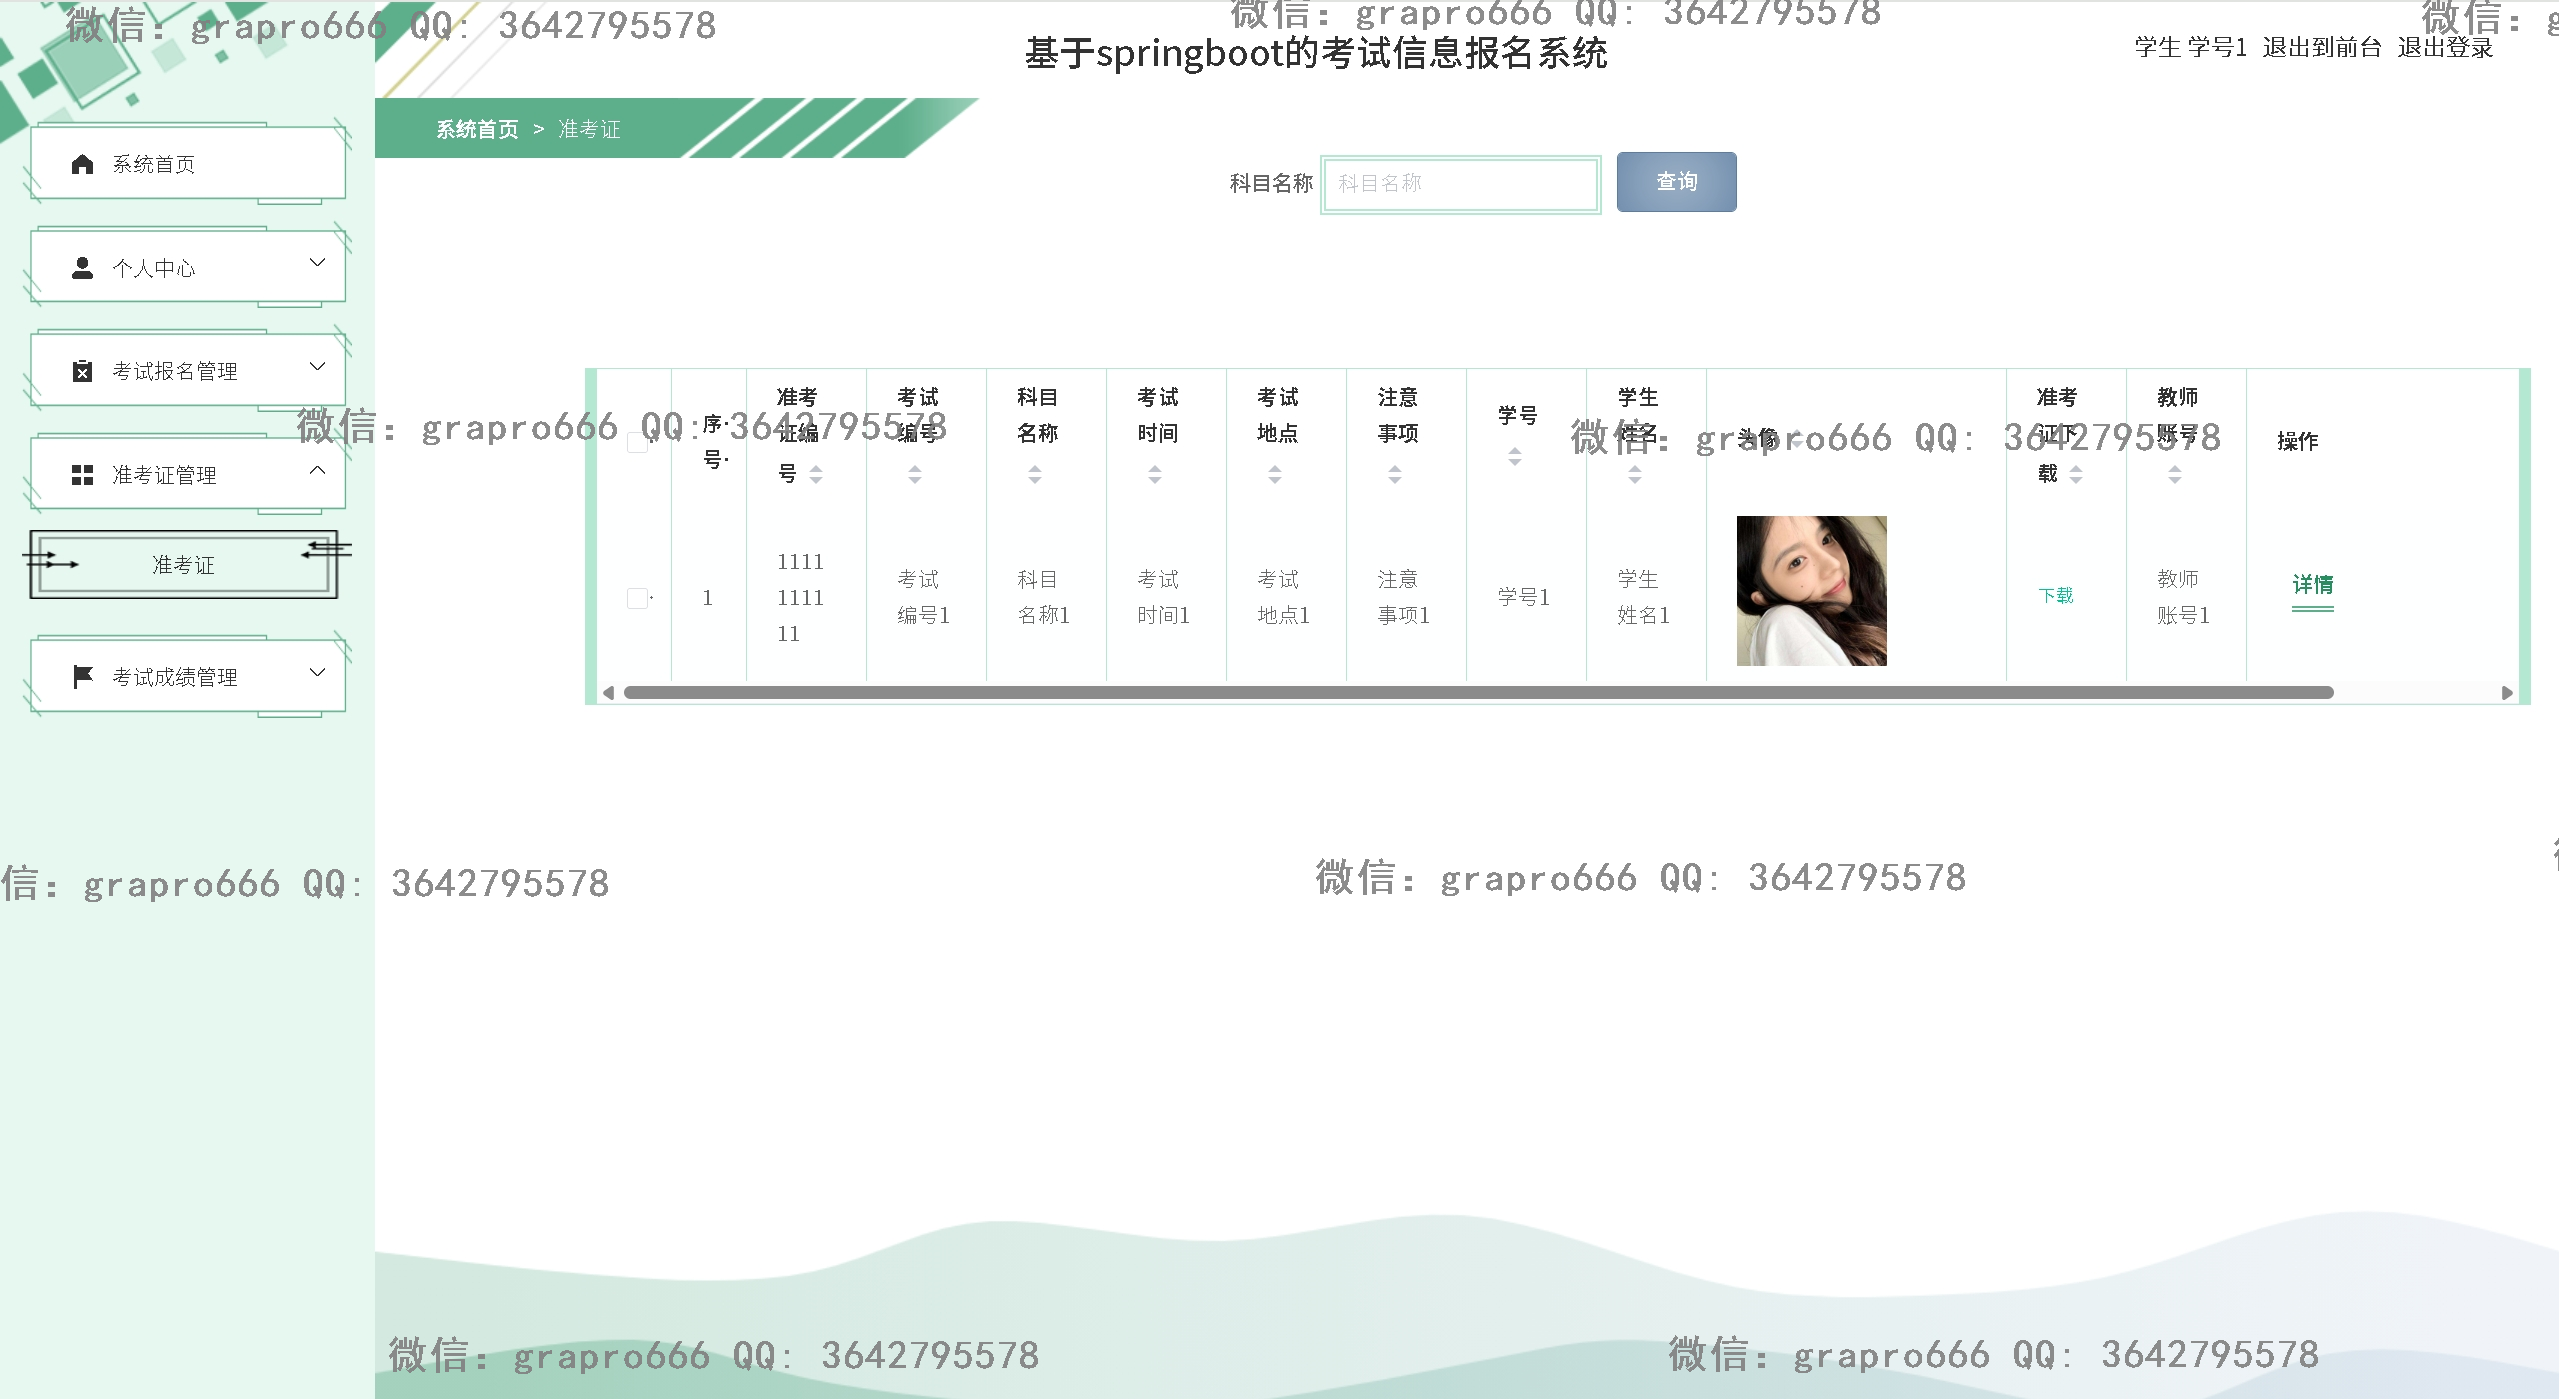 微信: grapro666 QQ: 3642795578
微信: grapro666 QQ: 3642795578
微信: g
基于springboot的考试信息报名系统
学生 学号1 退出到前台 退出登录
系统首页 > 准考证
系统首页
个人中心
考试报名管理
准考证管理
准考证
考试成绩管理
科目名称 科目名称 查询
微信: grapro666 QQ: 3642795578
微信: grapro666 QQ: 3642795578
序号 准考证编号 考试编号 科目名称 考试时间 考试地点 注意事项 学号 学生姓名 头像 准考证下载 教师账号 操作
1 1111111111 考试编号1 科目名称1 考试时间1 考试地点1 注意事项1 学号1 学生姓名1 下载 教师账号1 详情
信: grapro666 QQ: 3642795578
微信: grapro666 QQ: 3642795578
微信: grapro666 QQ: 3642795578
微信: grapro666 QQ: 3642795578